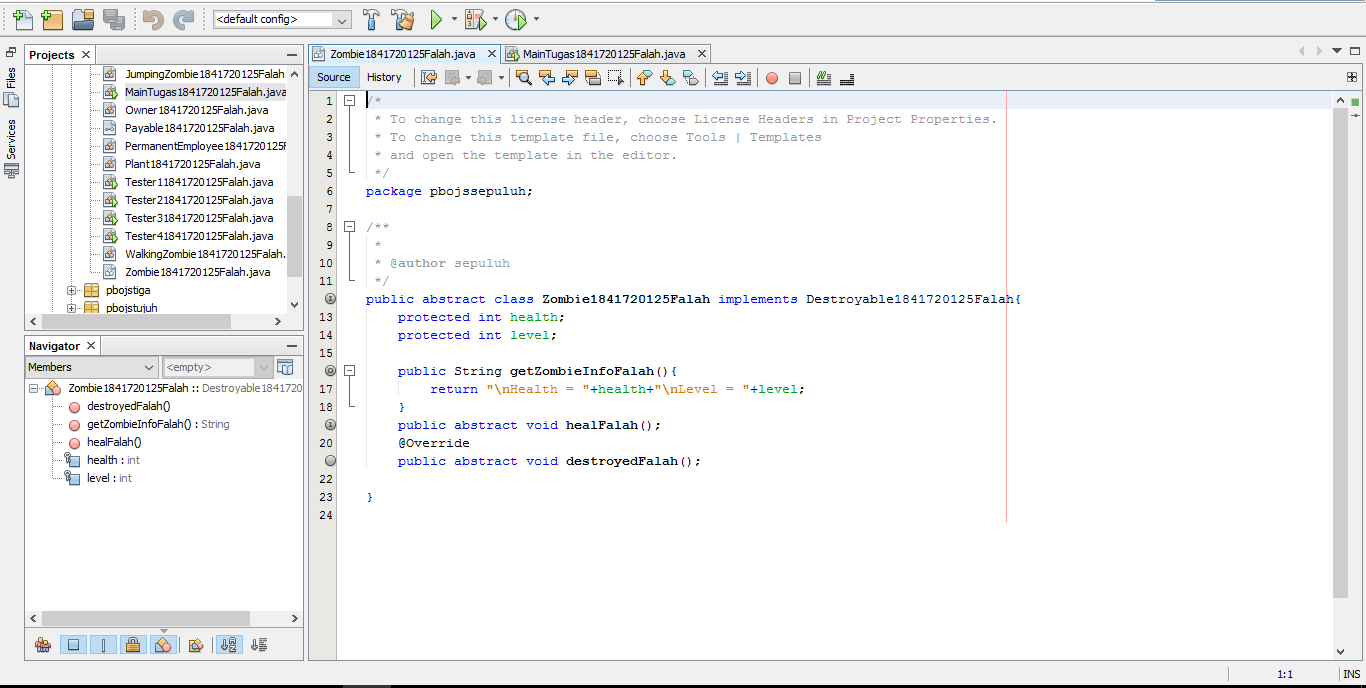 <default config>
Projects
Files
Services
JumpingZombie1841720125Falah
MainTugas1841720125Falah.java
Owner1841720125Falah.java
Payable1841720125Falah.java
PermanentEmployee1841720125F
Plant1841720125Falah.java
Tester11841720125Falah.java
Tester21841720125Falah.java
Tester31841720125Falah.java
Tester41841720125Falah.java
WalkingZombie1841720125Falah.
Zombie1841720125Falah.java
pbojstiga
pbojstujuh
Navigator
Members
<empty>
Zombie1841720125Falah :: Destroyable1841720
destroyedFalah()
getZombieInfoFalah() : String
healFalah()
health : int
level : int
Zombie1841720125Falah.java
MainTugas1841720125Falah.java
Source
History
1 /*
2 * To change this license header, choose License Headers in Project Properties.
3 * To change this template file, choose Tools | Templates
4 * and open the template in the editor.
5 */
6 package pbojssepuluh;
7
8 /**
9 *
10 * @author sepuluh
11 */
public abstract class Zombie1841720125Falah implements Destroyable1841720125Falah{
13 protected int health;
14 protected int level;
15
public String getZombieInfoFalah(){
17 return "\nHealth = "+health+"\nLevel = "+level;
18 }
public abstract void healFalah();
20 @Override
public abstract void destroyedFalah();
22
23 }
24
1:1
INS